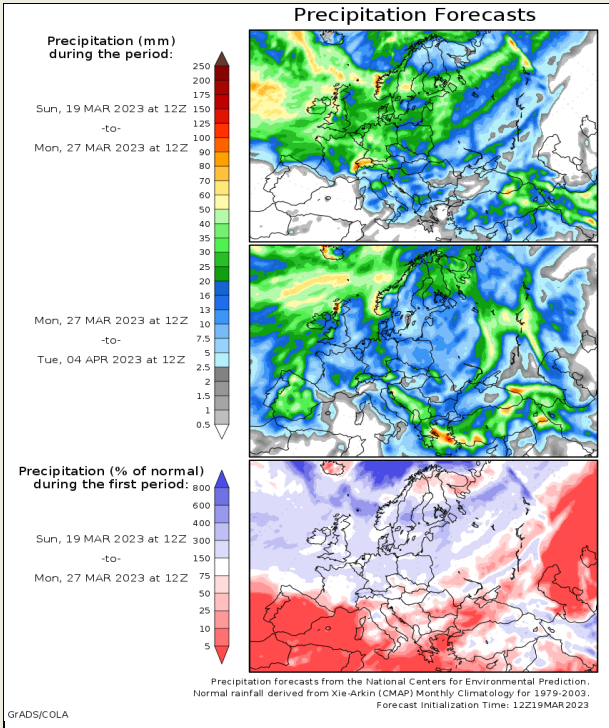 Precipitation Forecasts
Precipitation (mm)
during the period:
Sun, 19 MAR 2023 at 12Z
-to-
Mon, 27 MAR 2023 at 12Z
250
200
175
150
125
100
90
80
70
60
50
40
35
30
25
20
16
13
10
7.5
5
2.5
2
1.5
1
0.5
Mon, 27 MAR 2023 at 12Z
-to-
Tue, 04 APR 2023 at 12Z
Precipitation (% of normal)
during the first period:
Sun, 19 MAR 2023 at 12Z
-to-
Mon, 27 MAR 2023 at 12Z
800
600
400
300
150
75
50
25
10
5
Precipitation forecasts from the National Centers for Environmental Prediction.
Normal rainfall derived from Xie-Arkin (CMAP) Monthly Climatology for 1979-2003.
Forecast Initialization Time: 12Z19MAR2023
GrADS/COLA